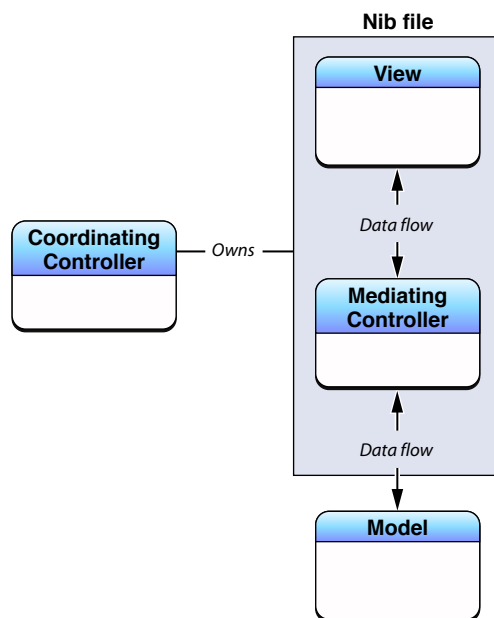 Nib file
View
Data flow
Coordinating
Controller
Owns
Mediating
Controller
Data flow
Model